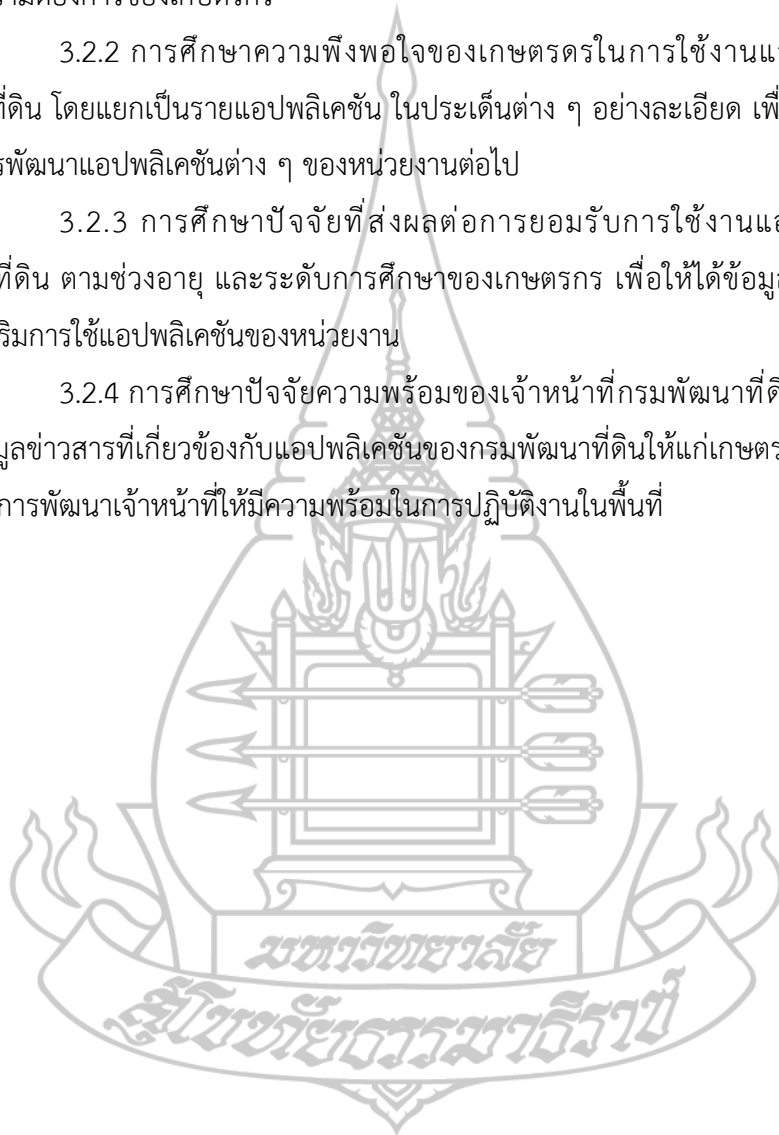 วามต้องการของเกษตรกร
3.2.2 การศึกษาความพึงพอใจของเกษตรดรในการใช้งานแ
ที่ดิน โดยแยกเป็นรายแอปพลิเคชัน ในประเด็นต่าง ๆ อย่างละเอียด เพื่
รพัฒนาแอปพลิเคชันต่าง ๆ ของหน่วยงานต่อไป
3.2.3 การศึกษาปัจจัยที่ส่งผลต่อการยอมรับการใช้งานแ
ที่ดิน ตามช่วงอายุ และระดับการศึกษาของเกษตรกร เพื่อให้ได้ข้อมูล
ริมการใช้แอปพลิเคชันของหน่วยงาน
3.2.4 การศึกษาปัจจัยความพร้อมของเจ้าหน้าที่กรมพัฒนาที่ดิ
มูลข่าวสารที่เกี่ยวข้องกับแอปพลิเคชันของกรมพัฒนาที่ดินให้แก่เกษตร
การพัฒนาเจ้าหน้าที่ให้มีความพร้อมในการปฏิบัติงานในพื้นที่
มหาวิทยาลัย
สุโขทัยธรรมาธิราช